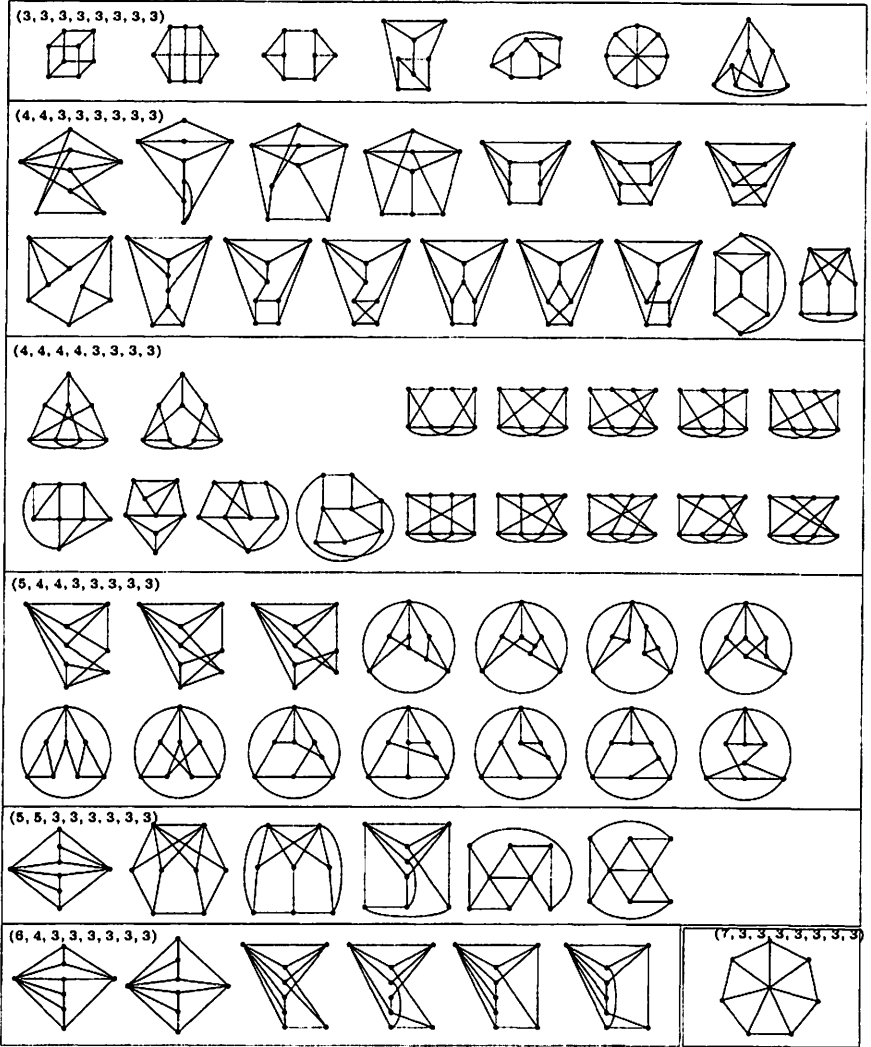 (3, 3, 3, 3, 3, 3, 3, 3)
(4, 4, 3, 3, 3, 3, 3, 3)
(4, 4, 4, 4, 3, 3, 3, 3)
(5, 4, 4, 3, 3, 3, 3, 3)
(5, 5, 3, 3, 3, 3, 3, 3)
(6, 4, 3, 3, 3, 3, 3, 3)
(7, 3, 3, 3, 3, 3, 3, 3)